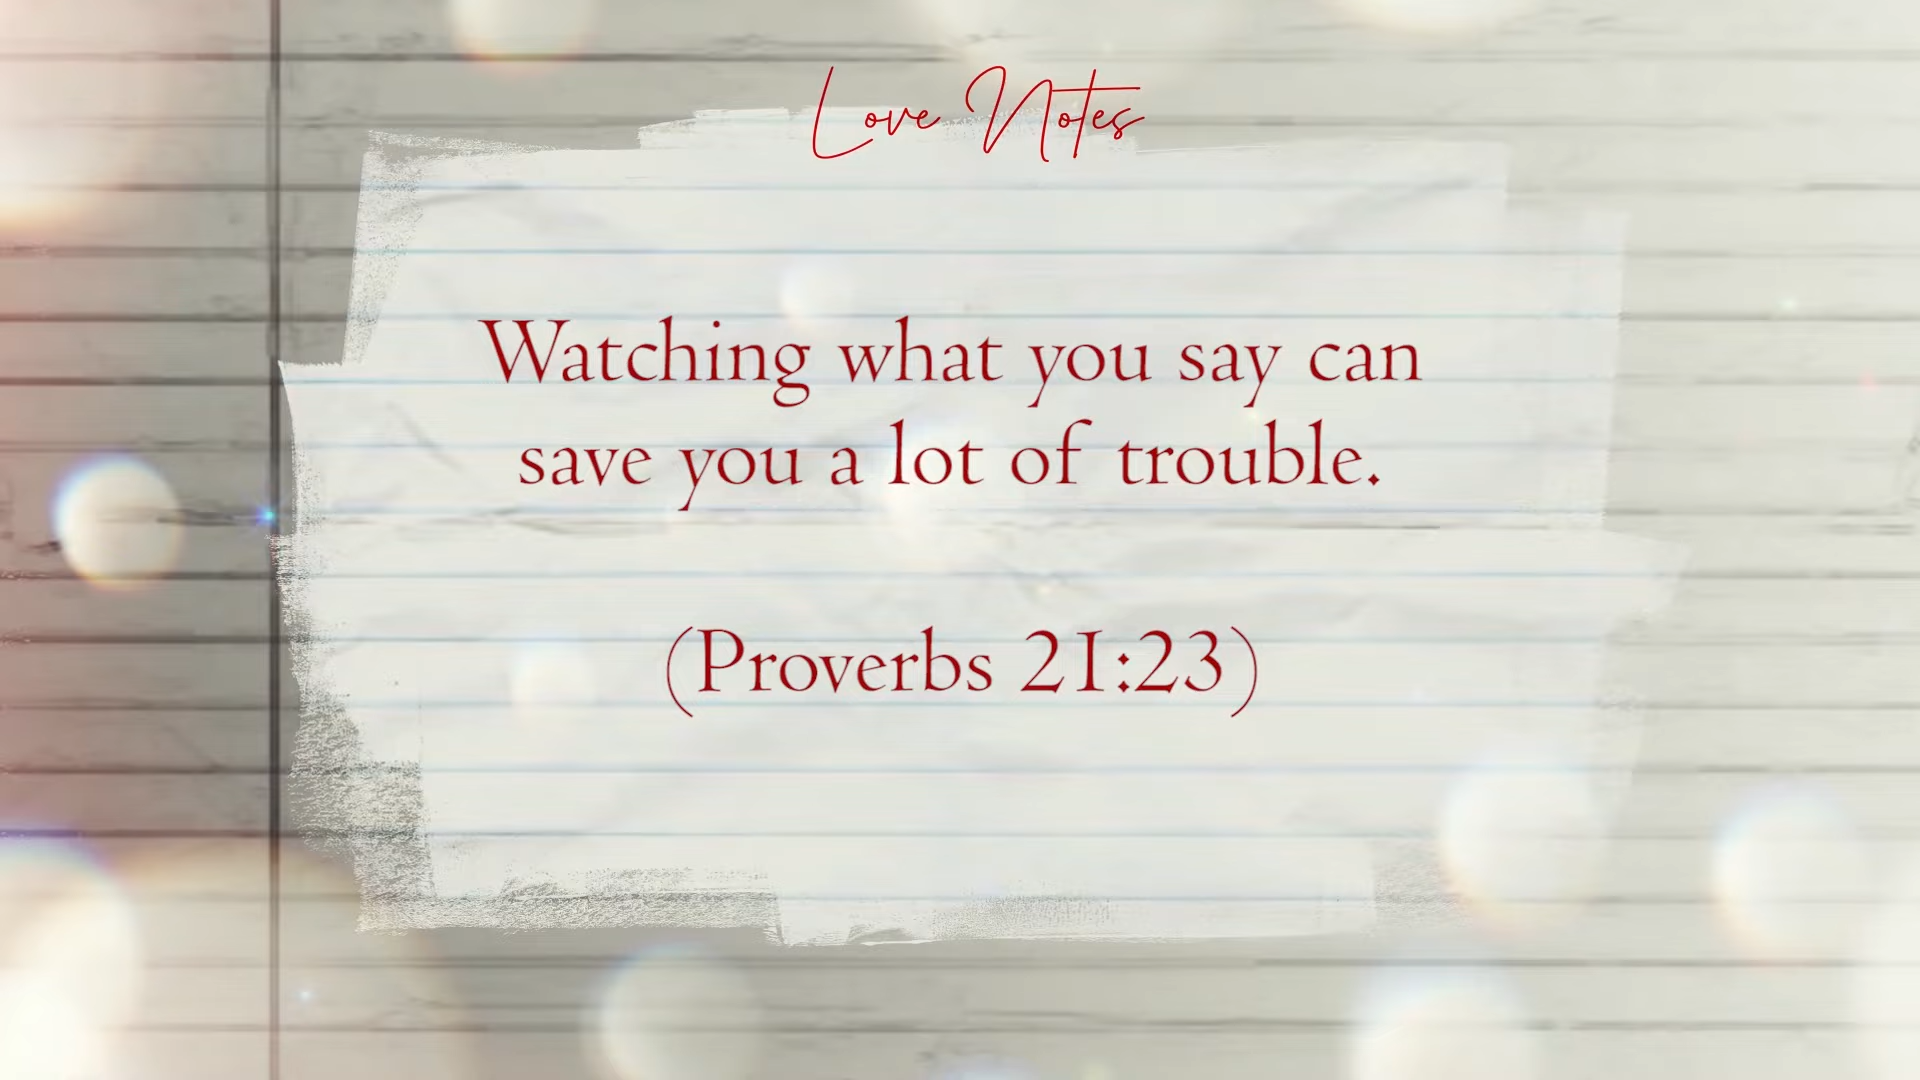 Love Notes
Watching what you say can
save you a lot of trouble.
(Proverbs 21:23)